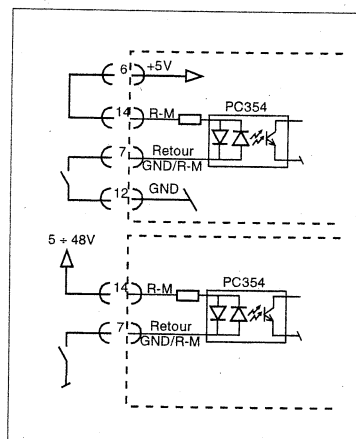 6 +5V
14 R-M PC354
7 Retour
GND/R-M
12 GND
5 ÷ 48V
14 R-M PC354
7 Retour
GND/R-M